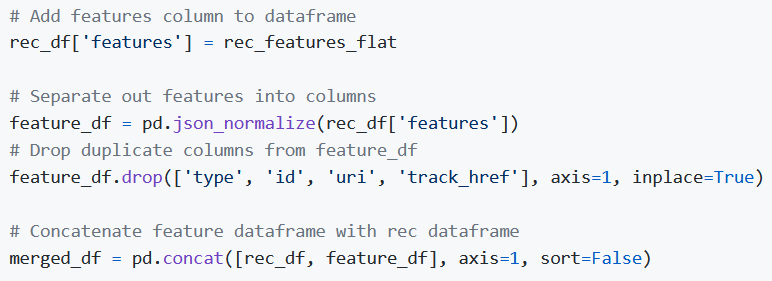 # Add features column to dataframe
rec_df['features'] = rec_features_flat
# Separate out features into columns
feature_df = pd.json_normalize(rec_df['features'])
# Drop duplicate columns from feature_df
feature_df.drop(['type', 'id', 'uri', 'track_href'], axis=1, inplace=True)
# Concatenate feature dataframe with rec dataframe
merged_df = pd.concat([rec_df, feature_df], axis=1, sort=False)